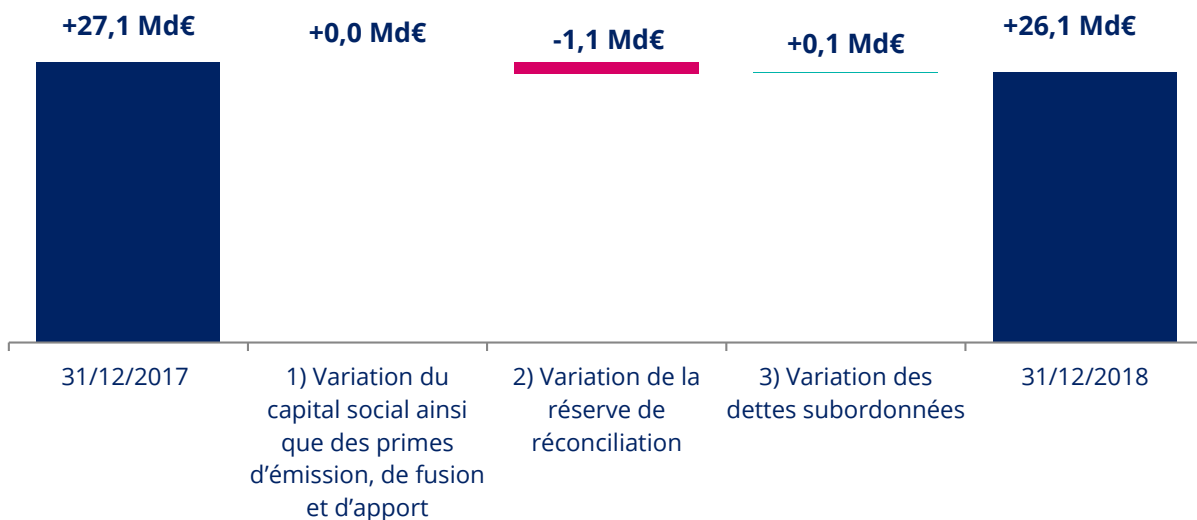 +27,1 Md€
+0,0 Md€
-1,1 Md€
+0,1 Md€
+26,1 Md€
31/12/2017
1) Variation du
capital social ainsi
que des primes
d’émission, de fusion
et d’apport
2) Variation de la
réserve de
réconciliation
3) Variation des
dettes subordonnées
31/12/2018